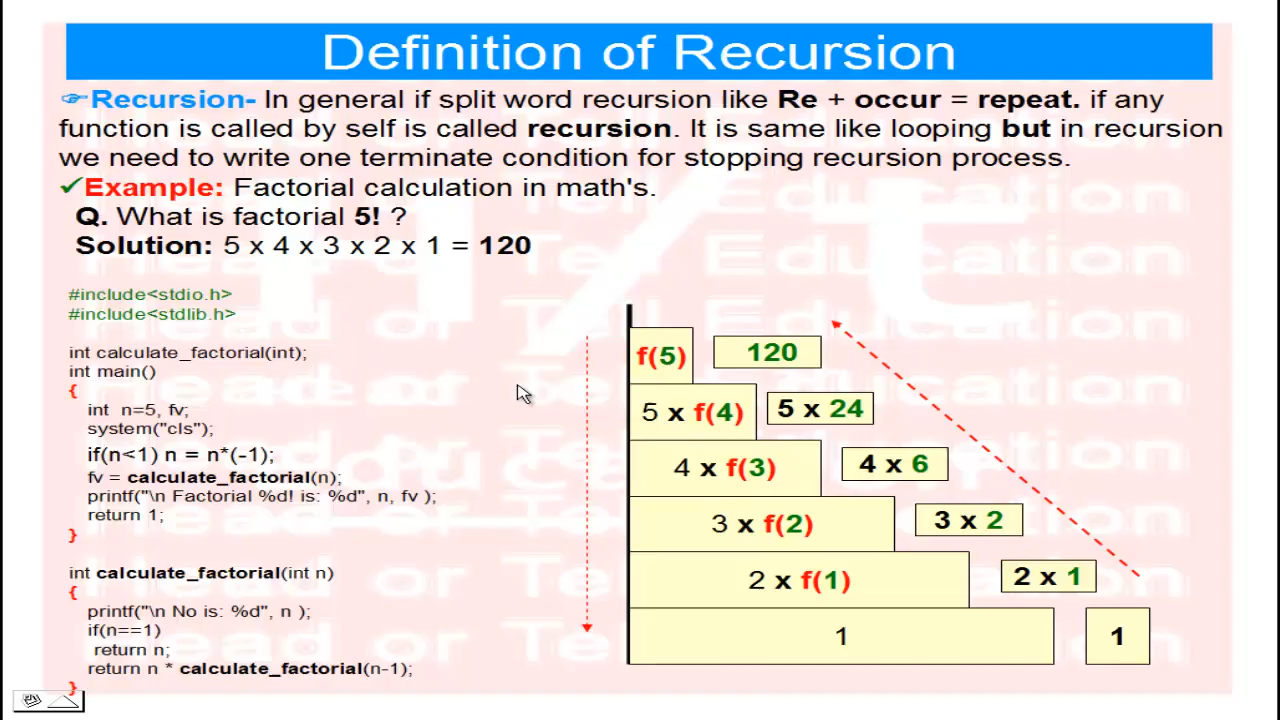 Definition of Recursion
Recursion- In general if split word recursion like Re + occur = repeat. if any
function is called by self is called recursion. It is same like looping but in recursion
we need to write one terminate condition for stopping recursion process.
Example: Factorial calculation in math's.
Q. What is factorial 5! ?
Solution: 5 x 4 x 3 x 2 x 1 = 120
#include<stdio.h>
#include<stdlib.h>
int calculate_factorial(int);
int main()
{
int n=5, fv;
system("cls");
if(n<1) n = n*(-1);
fv = calculate_factorial(n);
printf("\n Factorial %d! is: %d", n, fv );
return 1;
}
int calculate_factorial(int n)
{
printf("\n No is: %d", n );
if(n==1)
return n;
return n * calculate_factorial(n-1);
}
f(5) 120
5 x f(4) 5 x 24
4 x f(3) 4 x 6
3 x f(2) 3 x 2
2 x f(1) 2 x 1
1 1